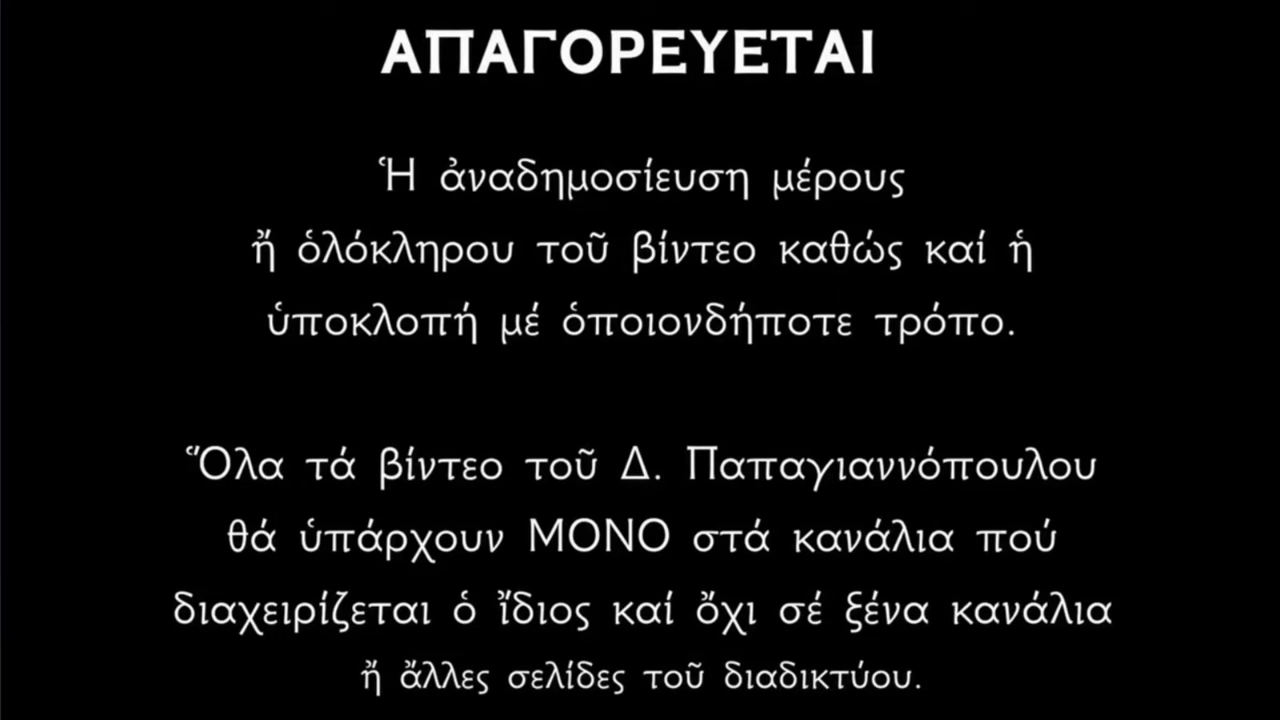 ΑΠΑΓΟΡΕΥΕΤΑΙ
Ἡ ἀναδημοσίευση μέρους
ἤ ὁλόκληρου τοῦ βίντεο καθώς καί ἡ
ὑποκλοπή μέ ὁποιονδήποτε τρόπο.
Ὅλα τά βίντεο τοῦ Δ. Παπαγιαννόπουλου
θά ὑπάρχουν ΜΟΝΟ στά κανάλια πού
διαχειρίζεται ὁ ἴδιος καί ὄχι σέ ξένα κανάλια
ἤ ἄλλες σελίδες τοῦ διαδικτύου.